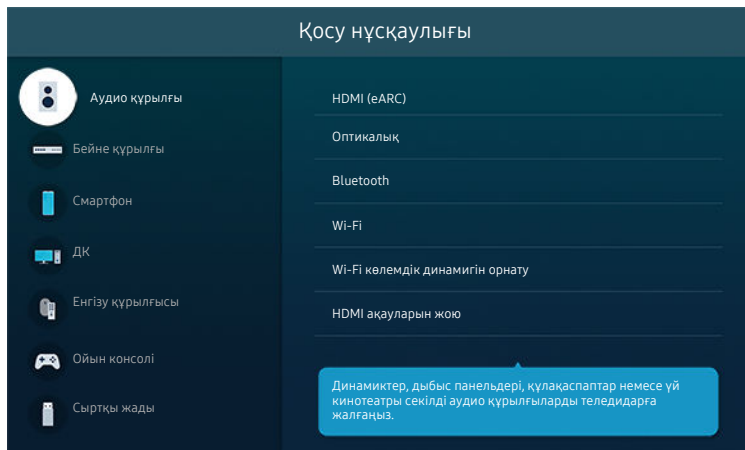 Қосу нұсқаулығы
Аудио құрылғы
Бейне құрылғы
Смартфон
ДК
Енгізу құрылғысы
Ойын консолі
Сыртқы жады
HDMI (eARC)
Оптикалық
Bluetooth
Wi-Fi
Wi-Fi көлемдік динамигін орнату
HDMI ақауларын жою
Динамиктер, дыбыс панельдері, құлақаспаптар немесе үй
кинотеатры секілді аудио құрылғыларды теледидарға
жалғаңыз.